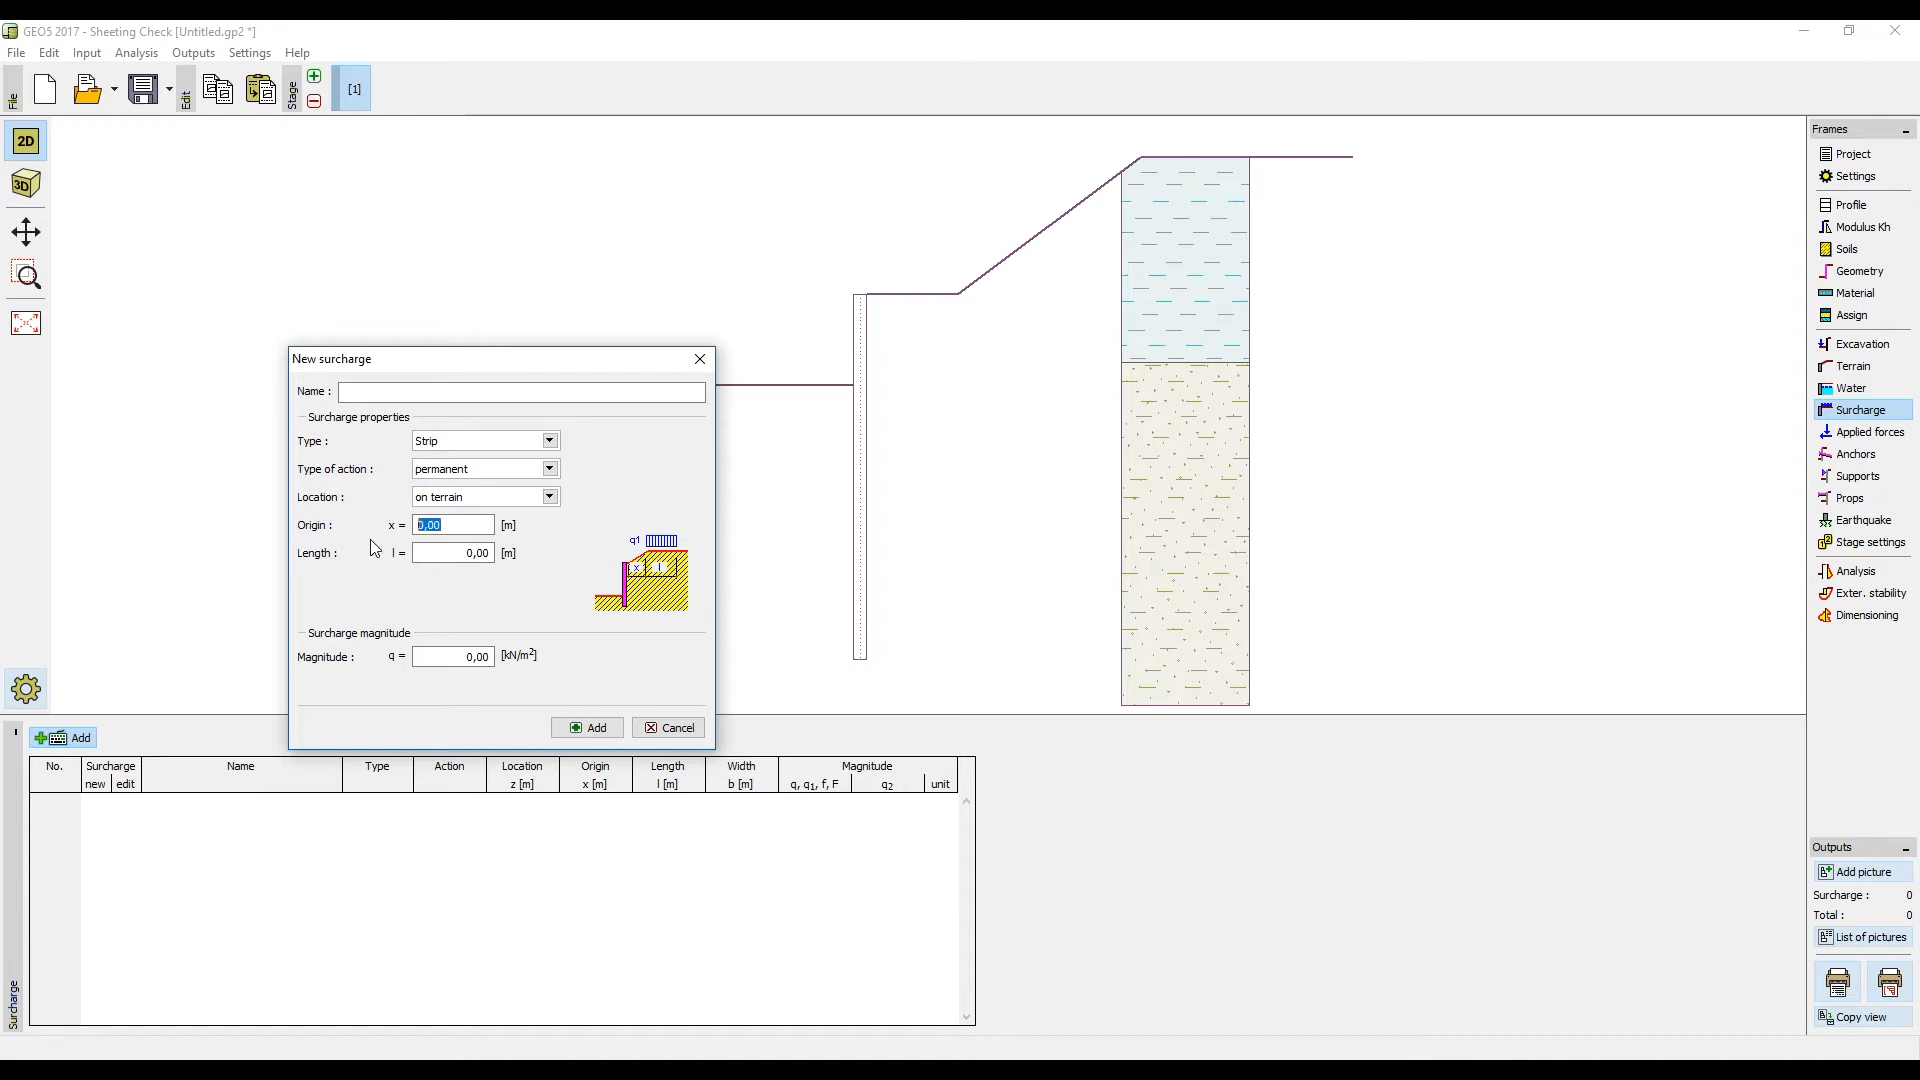 GEO5 2017 - Sheeting Check [Untitled.gp2 *]
File Edit Input Analysis Outputs Settings Help
File
Edit
Stage
[1]
2D
3D
Frames
Project
Settings
Profile
Modulus Kh
Soils
Geometry
Material
Assign
Excavation
Terrain
Water
Surcharge
Applied forces
Anchors
Supports
Props
Earthquake
Stage settings
Analysis
Exter. stability
Dimensioning
New surcharge
Name :
Surcharge properties
Type : Strip
Type of action : permanent
Location : on terrain
Origin : x = 0,00 [m]
Length : l = 0,00 [m]
q1
x l
Surcharge magnitude
Magnitude : q = 0,00 [kN/m²]
Add Cancel
Add
No. Surcharge Name Type Action Location Origin Length Width Magnitude
new edit z [m] x [m] l [m] b [m] q, q1, f, F q2 unit
Surcharge
Outputs
Add picture
Surcharge : 0
Total : 0
List of pictures
Copy view